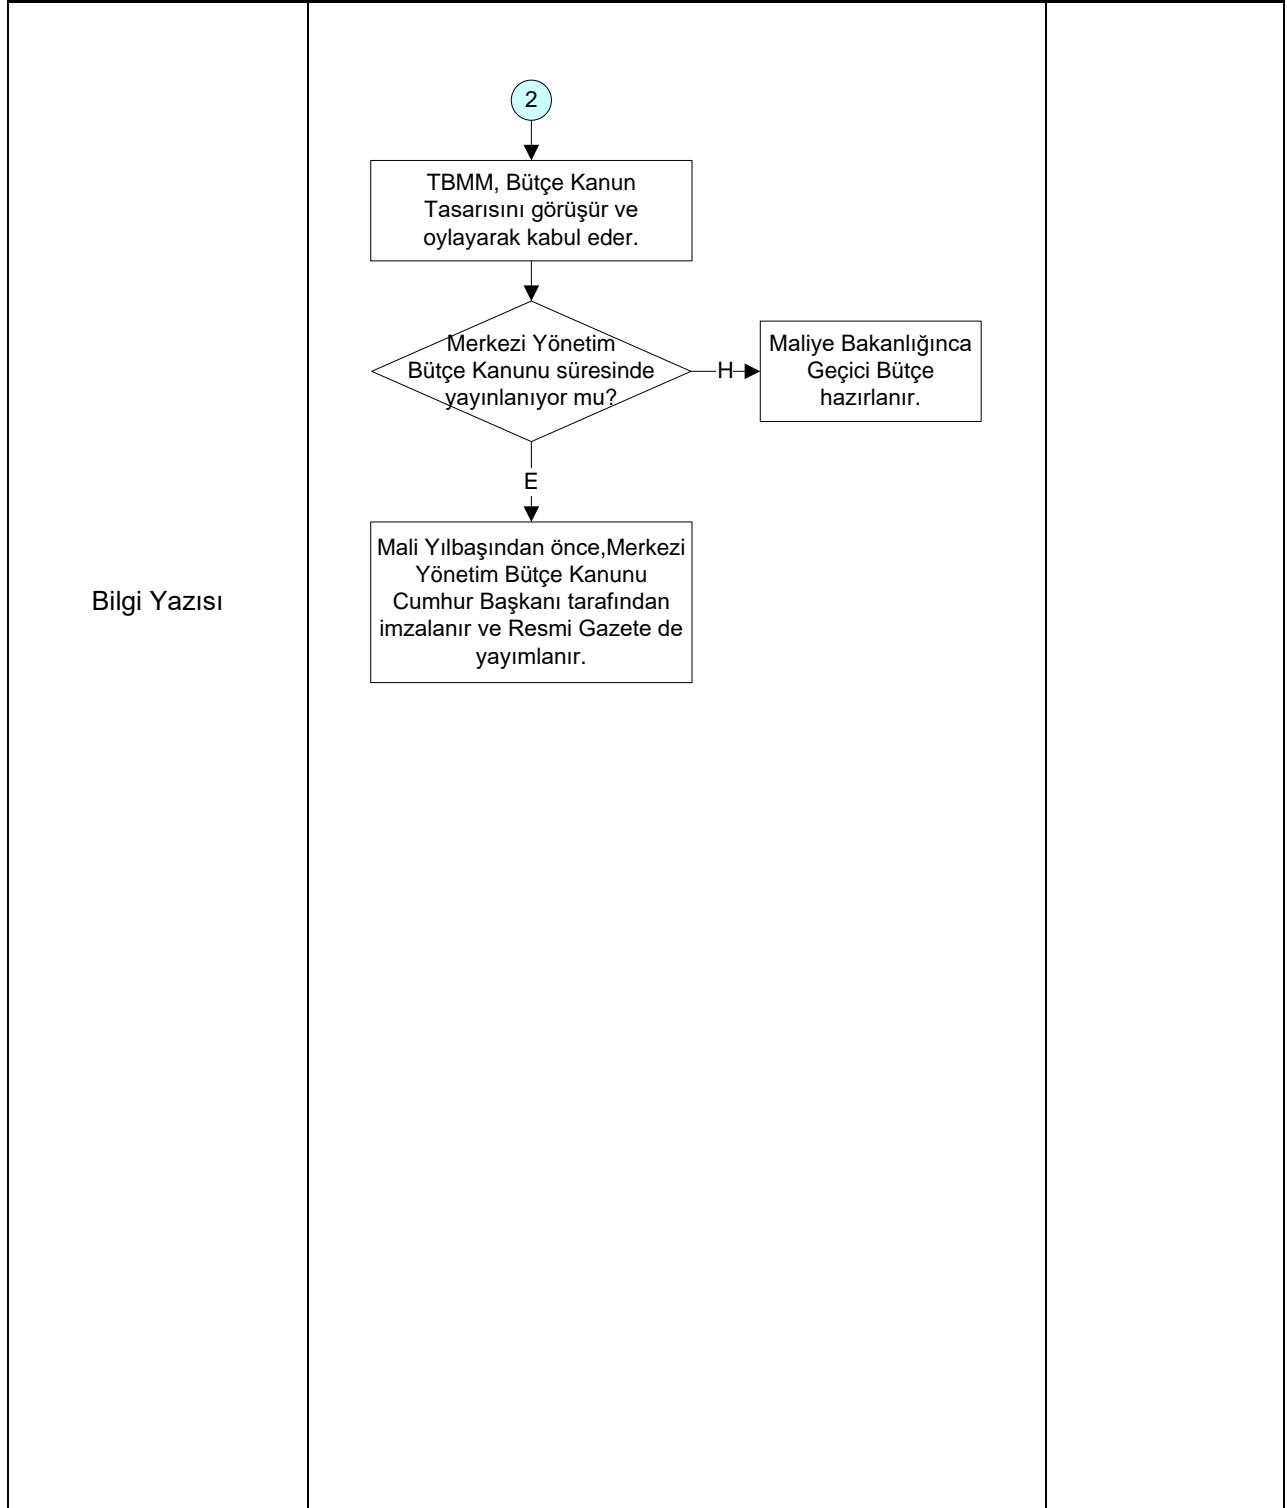 2
TBMM, Bütçe Kanun
Tasarısını görüşür ve
oylayarak kabul eder.
Merkezi Yönetim
Bütçe Kanunu süresinde
yayınlanıyor mu?
H
Maliye Bakanlığınca
Geçici Bütçe
hazırlanır.
E
Mali Yılbaşından önce,Merkezi
Yönetim Bütçe Kanunu
Cumhur Başkanı tarafından
imzalanır ve Resmi Gazete de
yayımlanır.
Bilgi Yazısı